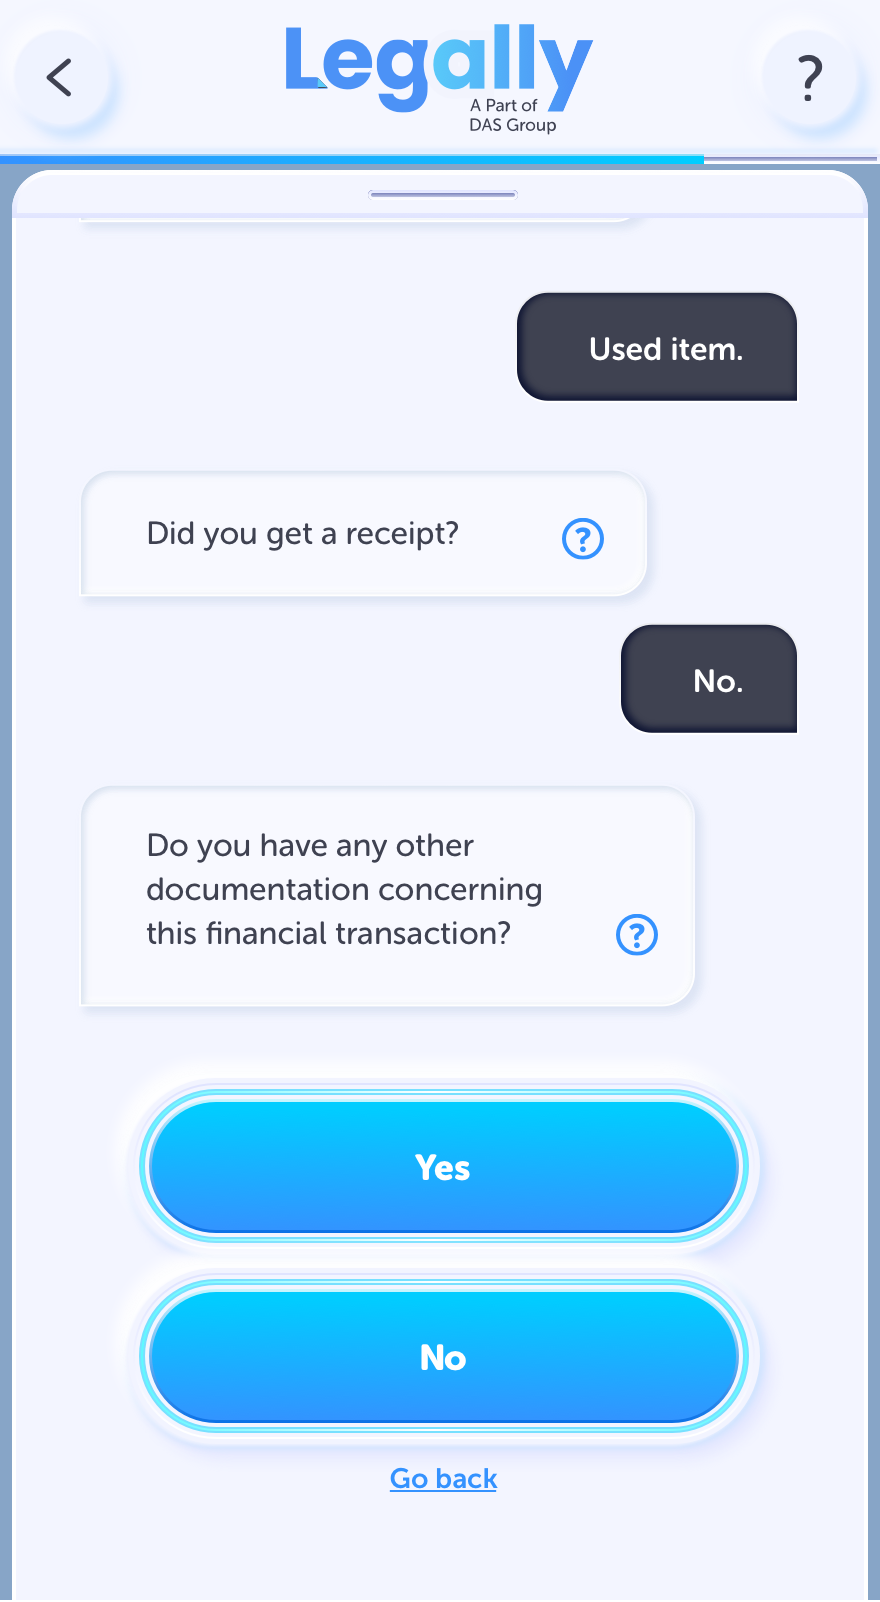 Legally
A Part of
DAS Group
?
Used item.
Did you get a receipt?
?
No.
Do you have any other
documentation concerning
this financial transaction?
?
Yes
No
Go back